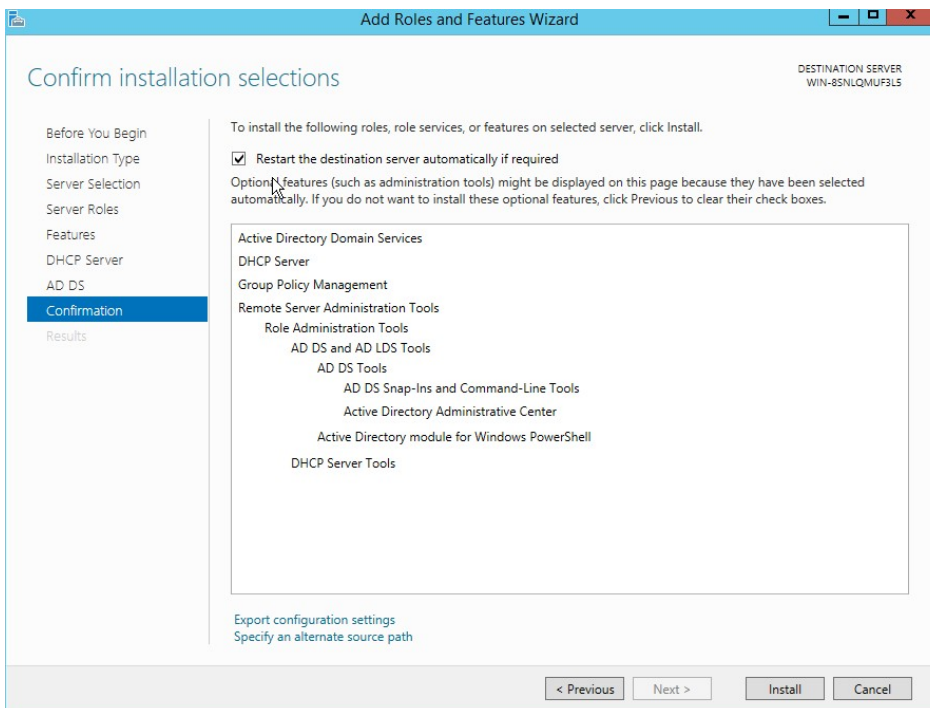 Add Roles and Features Wizard
Confirm installation selections
DESTINATION SERVER
WIN-8SNLQMUF3L5
Before You Begin
Installation Type
Server Selection
Server Roles
Features
DHCP Server
AD DS
Confirmation
Results
To install the following roles, role services, or features on selected server, click Install.
Restart the destination server automatically if required
Optional features (such as administration tools) might be displayed on this page because they have been selected
automatically. If you do not want to install these optional features, click Previous to clear their check boxes.
Active Directory Domain Services
DHCP Server
Group Policy Management
Remote Server Administration Tools
Role Administration Tools
AD DS and AD LDS Tools
AD DS Tools
AD DS Snap-Ins and Command-Line Tools
Active Directory Administrative Center
Active Directory module for Windows PowerShell
DHCP Server Tools
Export configuration settings
Specify an alternate source path
< Previous
Next >
Install
Cancel